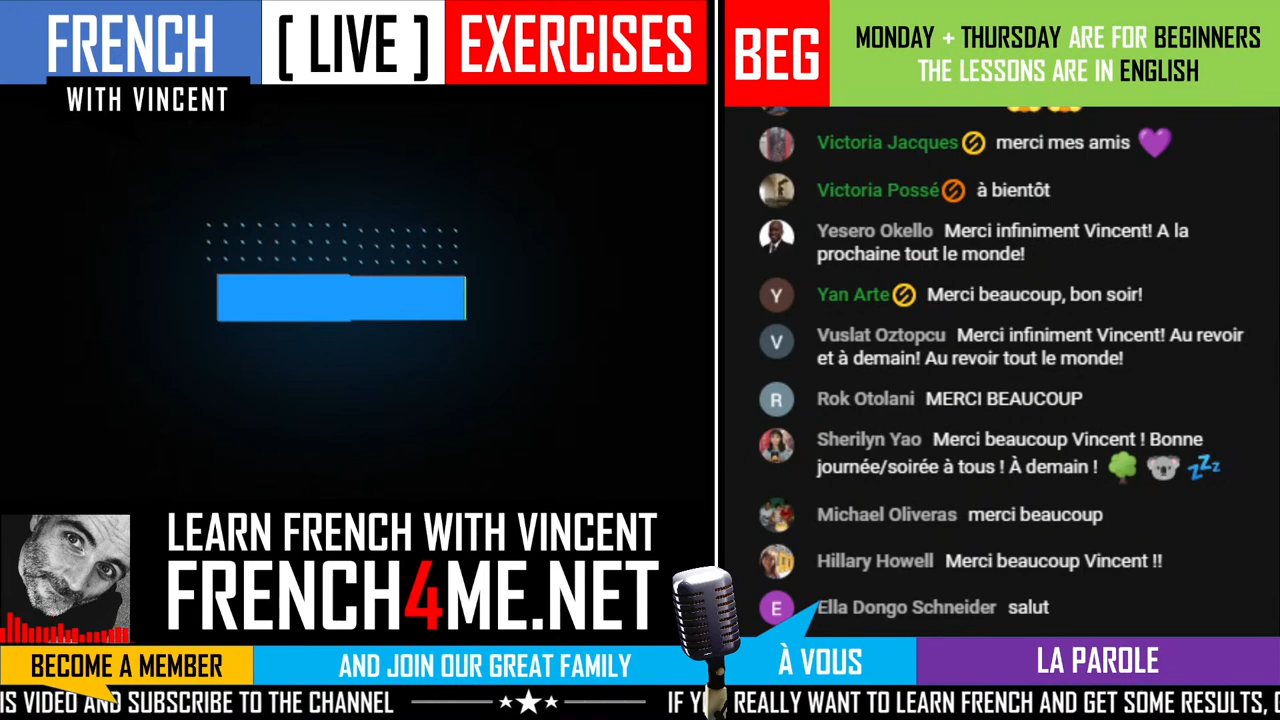 FRENCH
WITH VINCENT
[ LIVE ]
EXERCISES
BEG
MONDAY + THURSDAY ARE FOR BEGINNERS
THE LESSONS ARE IN ENGLISH
Victoria Jacques merci mes amis 💜
Victoria Possé à bientôt
Yesero Okello Merci infiniment Vincent! A la
prochaine tout le monde!
Y Yan Arte Merci beaucoup, bon soir!
V Vuslat Oztopcu Merci infiniment Vincent! Au revoir
et à demain! Au revoir tout le monde!
R Rok Otolani MERCI BEAUCOUP
Sherilyn Yao Merci beaucoup Vincent ! Bonne
journée/soirée à tous ! À demain ! 🌳 🐨 💤
Michael Oliveras merci beaucoup
Hillary Howell Merci beaucoup Vincent !!
E Ella Dongo Schneider salut
LEARN FRENCH WITH VINCENT
FRENCH4ME.NET
BECOME A MEMBER
AND JOIN OUR GREAT FAMILY
À VOUS
LA PAROLE
IS VIDEO AND SUBSCRIBE TO THE CHANNEL
IF YOU REALLY WANT TO LEARN FRENCH AND GET SOME RESULTS,